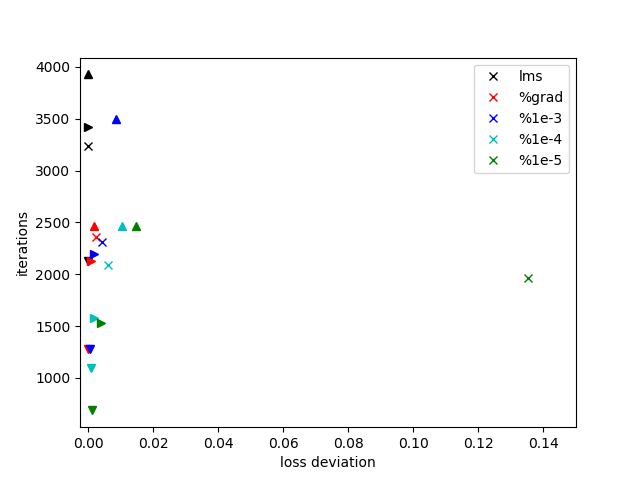 4000
3500
3000
2500
2000
1500
1000
iterations
0.00 0.02 0.04 0.06 0.08 0.10 0.12 0.14
loss deviation
lms
%grad
%1e-3
%1e-4
%1e-5